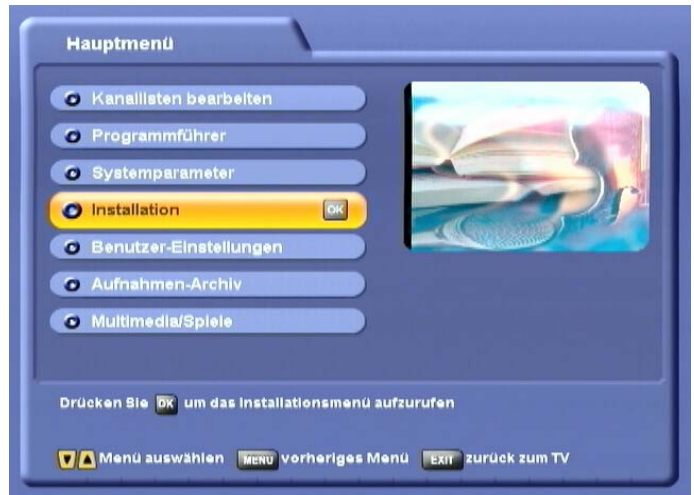 Hauptmenü
Kanallisten bearbeiten
Programmführer
Systemparameter
Installation OK
Benutzer-Einstellungen
Aufnahmen-Archiv
Multimedia/Spiele
Drücken Sie OK um das Installationsmenü aufzurufen
Menü auswählen MENU vorheriges Menü EXIT zurück zum TV